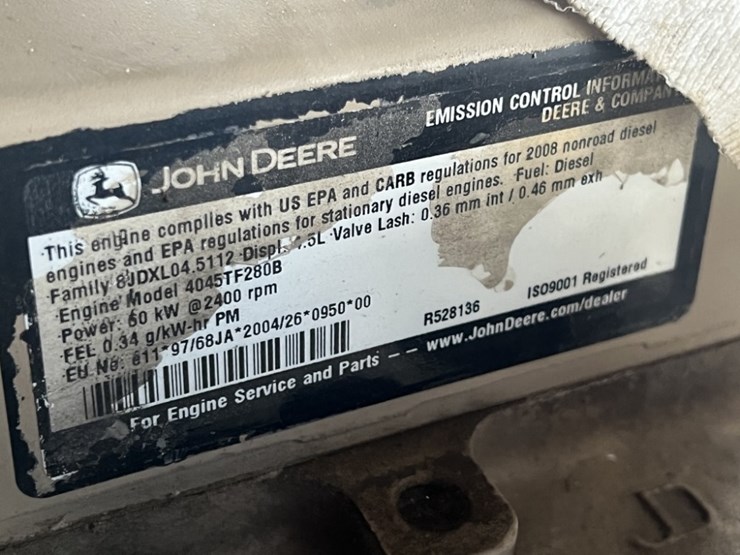 EMISSION CONTROL INFORMA
DEERE & COMPAN
JOHN DEERE
This engine complies with US EPA and CARB regulations for 2008 nonroad diesel
engines and EPA regulations for stationary diesel engines. Fuel: Diesel
Family 8JDXL04.5112 Displ .5L Valve Lash: 0.36 mm int / 0.46 mm exh
Engine Model 4045TF280B
Power: 60 kW @2400 rpm
FEL 0.34 g/kW-hr PM
EU No: e11*97/68JA*2004/26*0950*00
R528136
ISO9001 Registered
For Engine Service and Parts -- www.JohnDeere.com/dealer
JD